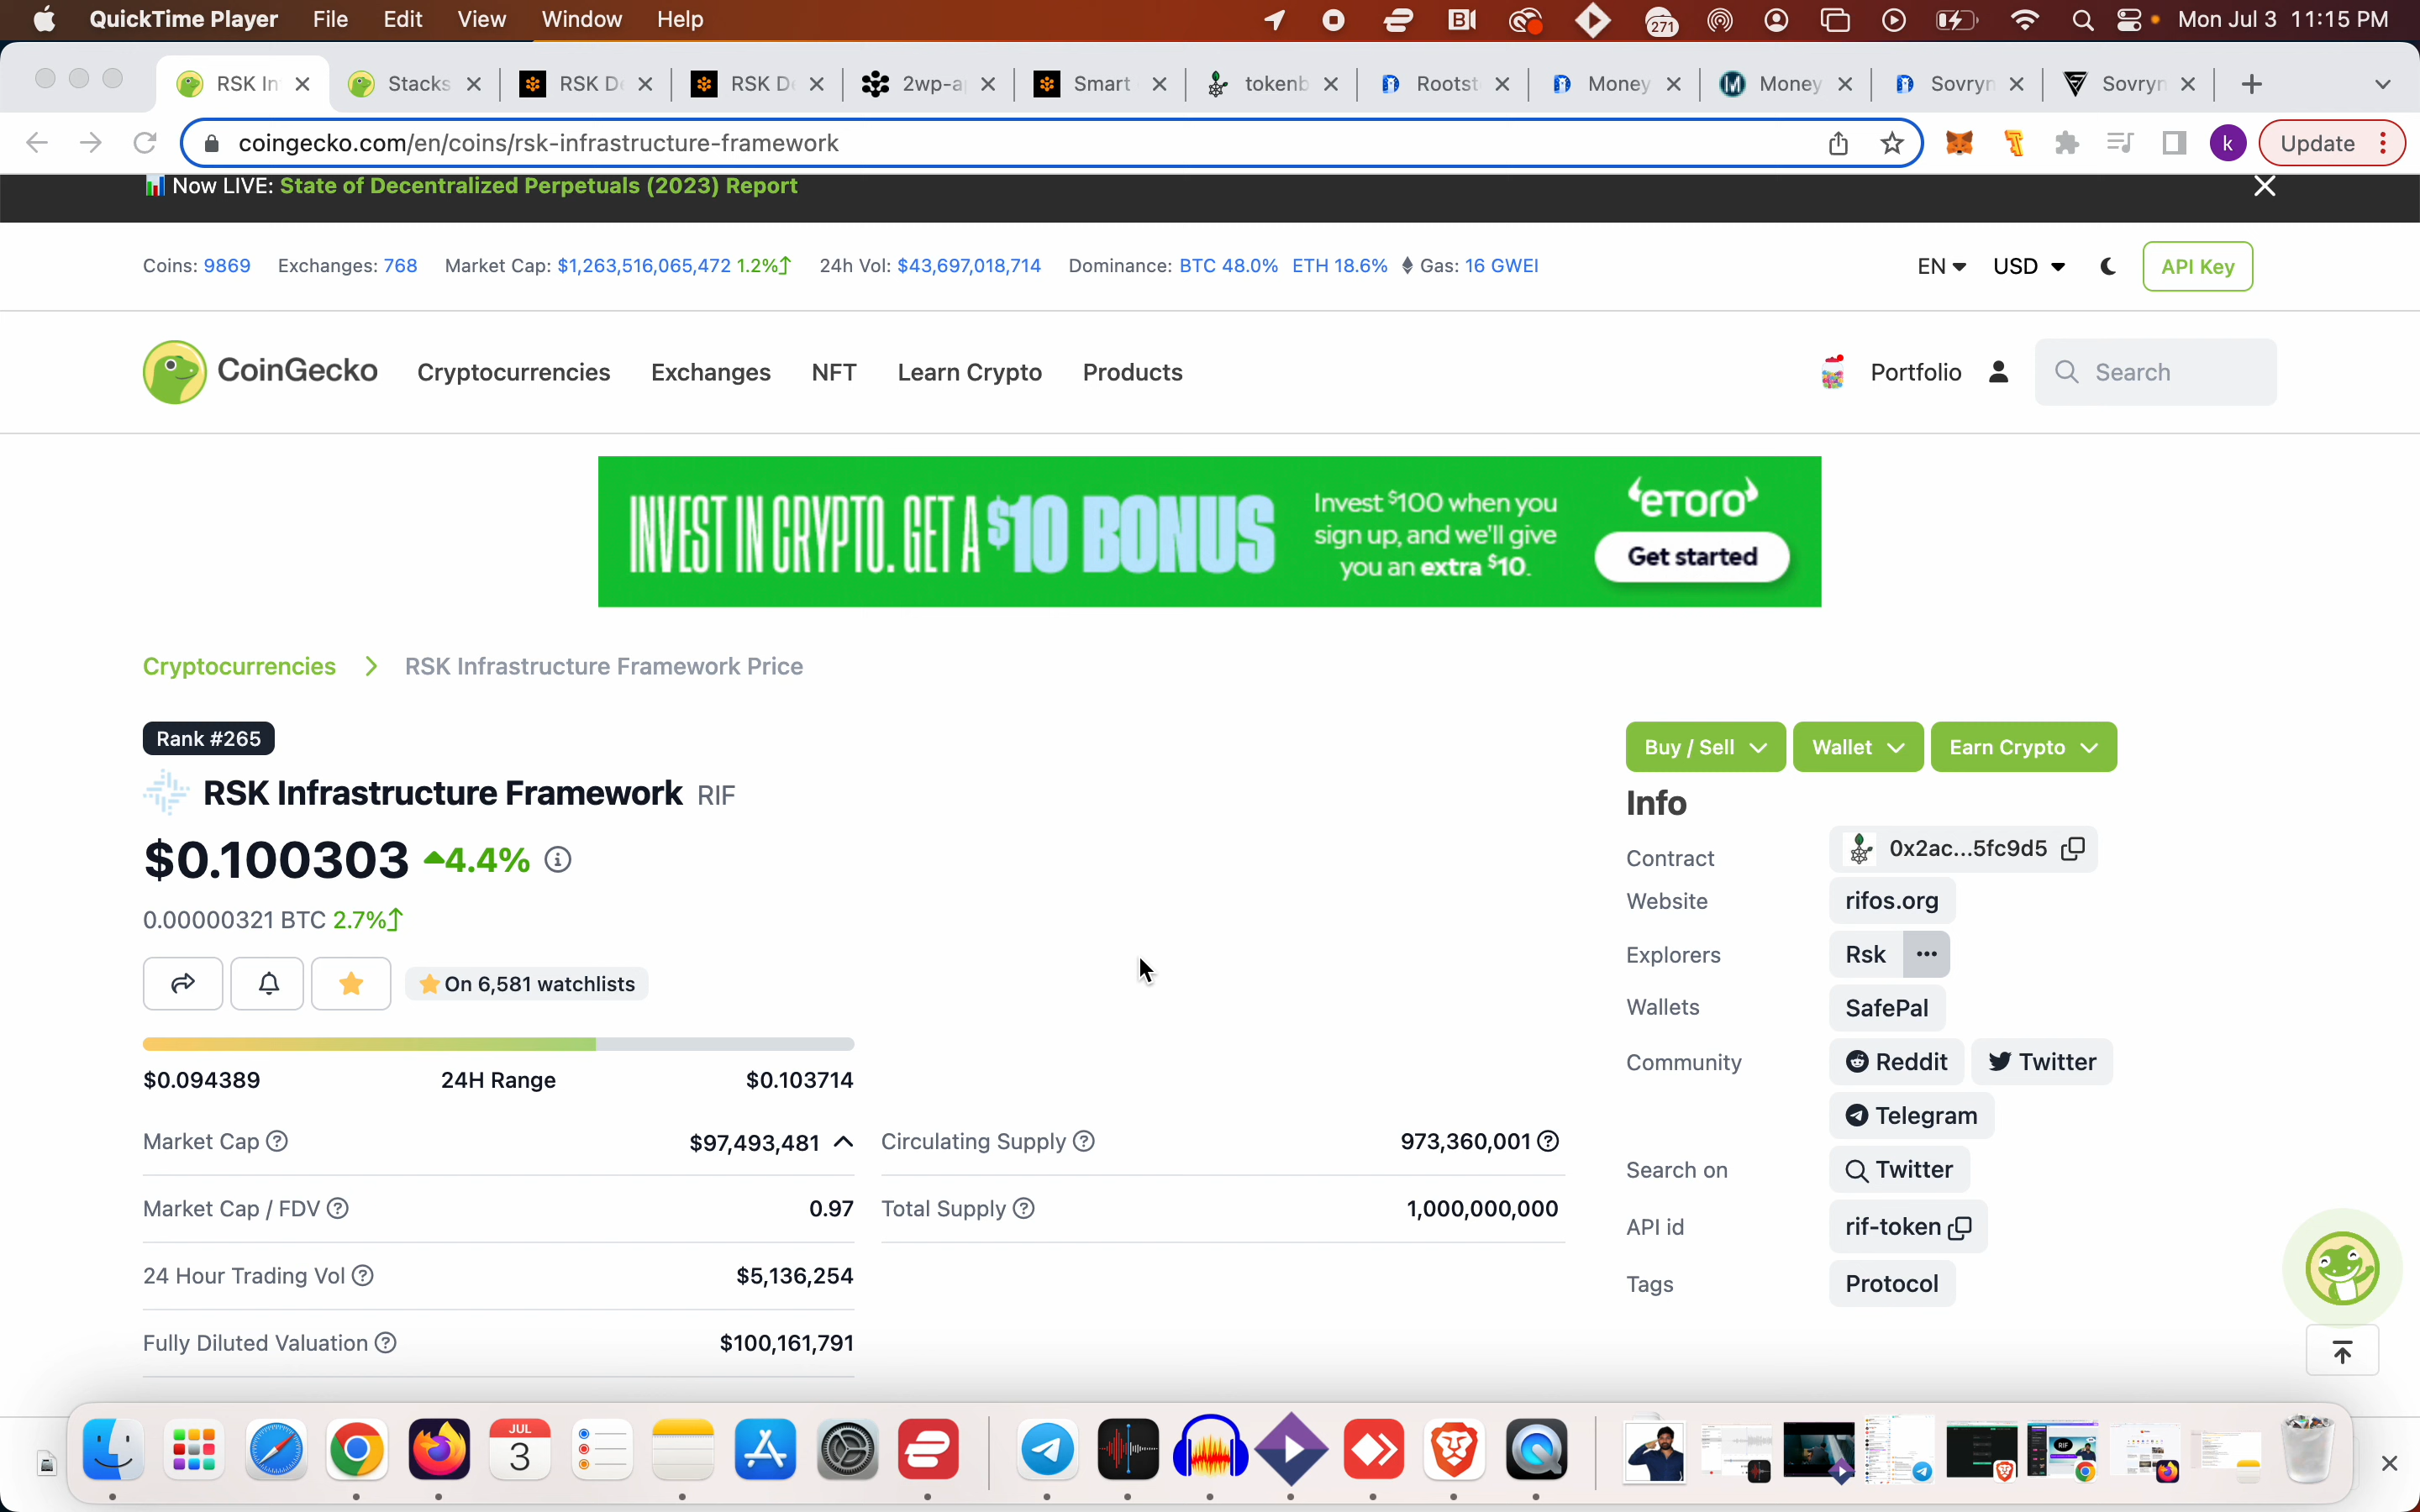 QuickTime Player File Edit View Window Help 271 Mon Jul 3 11:15 PM
RSK In Stacks RSK De RSK De 2wp-a Smart tokenb Rootst Money Money Sovryn Sovryn
coingecko.com/en/coins/rsk-infrastructure-framework k Update
Now LIVE: State of Decentralized Perpetuals (2023) Report
Coins: 9869 Exchanges: 768 Market Cap: $1,263,516,065,472 1.2% 24h Vol: $43,697,018,714 Dominance: BTC 48.0% ETH 18.6% Gas: 16 GWEI EN USD API Key
CoinGecko Cryptocurrencies Exchanges NFT Learn Crypto Products Portfolio Search
INVEST IN CRYPTO. GET A $10 BONUS
Invest $100 when you
sign up, and we'll give
you an extra $10.
eToro
Get started
Cryptocurrencies > RSK Infrastructure Framework Price
Rank #265
RSK Infrastructure Framework RIF
$0.100303 4.4%
0.00000321 BTC 2.7%
On 6,581 watchlists
$0.094389 24H Range $0.103714
Market Cap $97,493,481
Market Cap / FDV 0.97
24 Hour Trading Vol $5,136,254
Fully Diluted Valuation $100,161,791
Circulating Supply 973,360,001
Total Supply 1,000,000,000
Buy / Sell Wallet Earn Crypto
Info
Contract 0x2ac...5fc9d5
Website rifos.org
Explorers Rsk ...
Wallets SafePal
Community Reddit Twitter
Telegram
Search on Twitter
API id rif-token
Tags Protocol
JUL
3
RIF